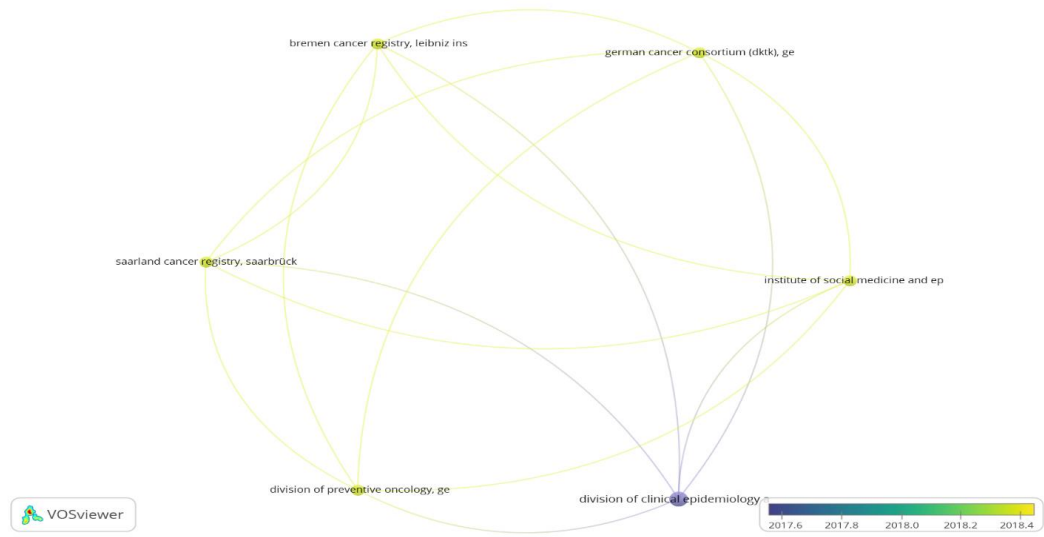 bremen cancer registry, leibniz ins
german cancer consortium (dktk), ge
saarland cancer registry, saarbrück
institute of social medicine and ep
division of preventive oncology, ge
division of clinical epidemiology a
VOSviewer
2017.6 2017.8 2018.0 2018.2 2018.4